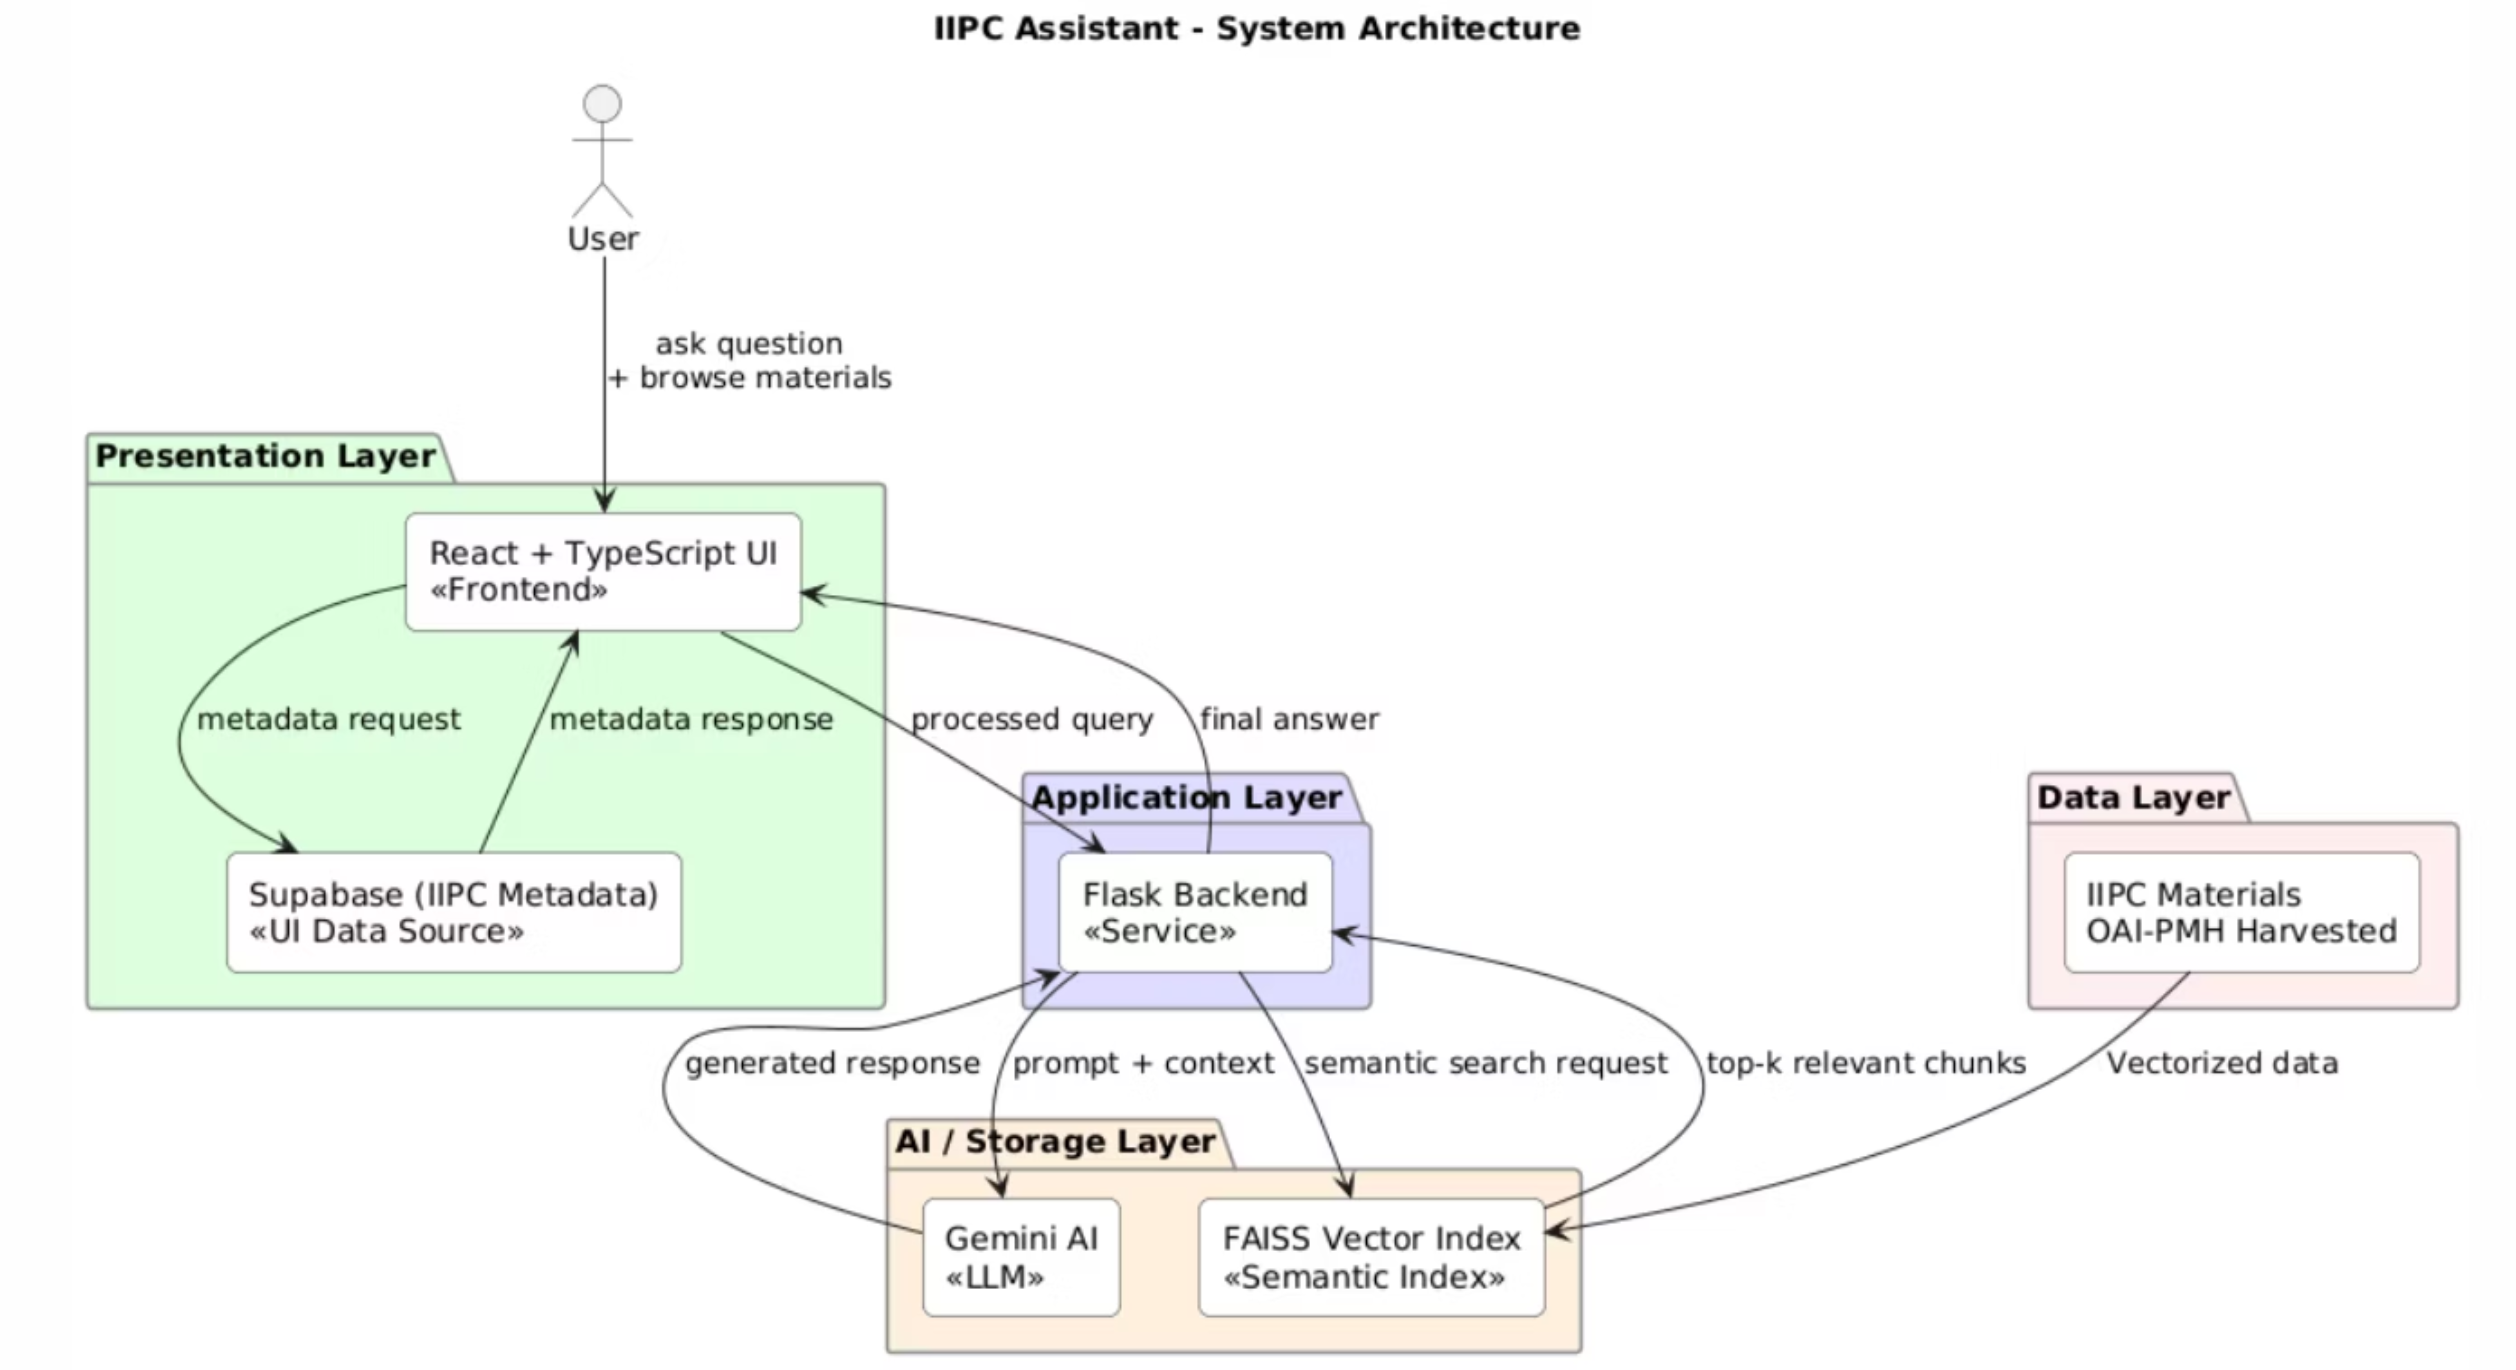 IIPC Assistant - System Architecture
User
ask question
+ browse materials
Presentation Layer
React + TypeScript UI
«Frontend»
metadata request
metadata response
processed query
final answer
Application Layer
Data Layer
Supabase (IIPC Metadata)
«UI Data Source»
Flask Backend
«Service»
IIPC Materials
OAI-PMH Harvested
generated response
prompt + context
semantic search request
top-k relevant chunks
Vectorized data
AI / Storage Layer
Gemini AI
«LLM»
FAISS Vector Index
«Semantic Index»